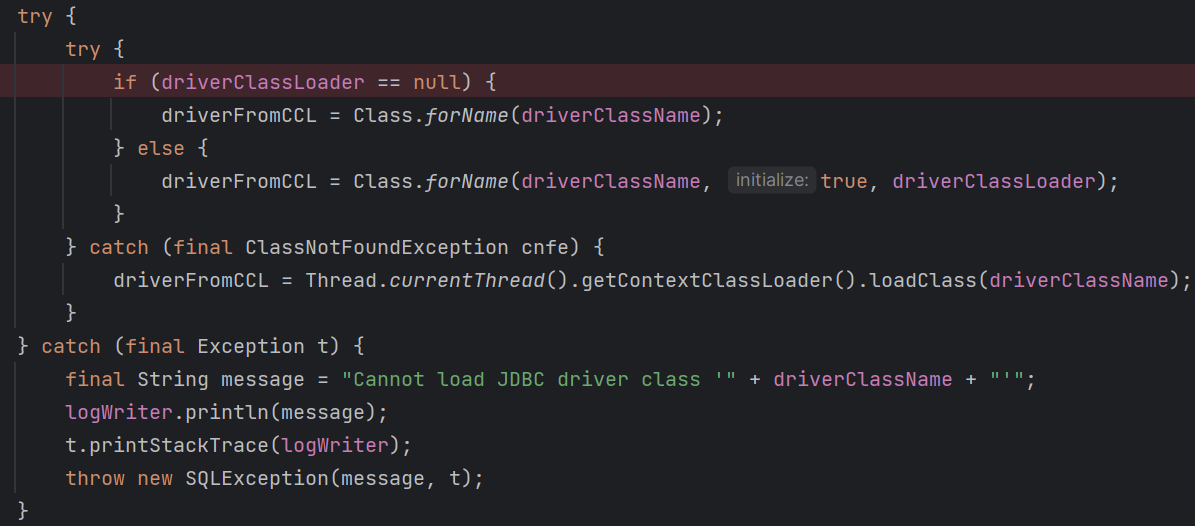 try {
    try {
        if (driverClassLoader == null) {
            driverFromCCL = Class.forName(driverClassName);
        } else {
            driverFromCCL = Class.forName(driverClassName, initialize: true, driverClassLoader);
        }
    } catch (final ClassNotFoundException cnfe) {
        driverFromCCL = Thread.currentThread().getContextClassLoader().loadClass(driverClassName);
    }
} catch (final Exception t) {
    final String message = "Cannot load JDBC driver class '" + driverClassName + "'";
    logWriter.println(message);
    t.printStackTrace(logWriter);
    throw new SQLException(message, t);
}